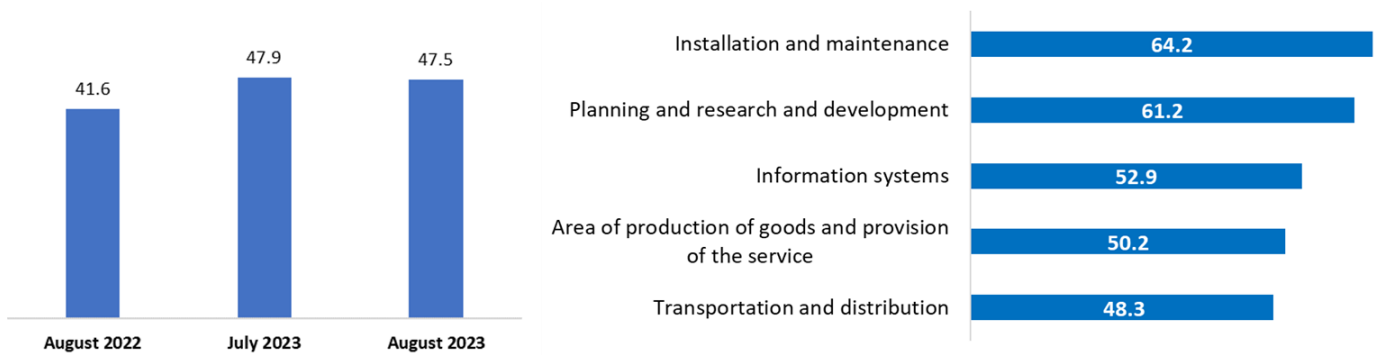 41.6
47.9
47.5
August 2022
July 2023
August 2023
Installation and maintenance
64.2
Planning and research and development
61.2
Information systems
52.9
Area of production of goods and provision
of the service
50.2
Transportation and distribution
48.3